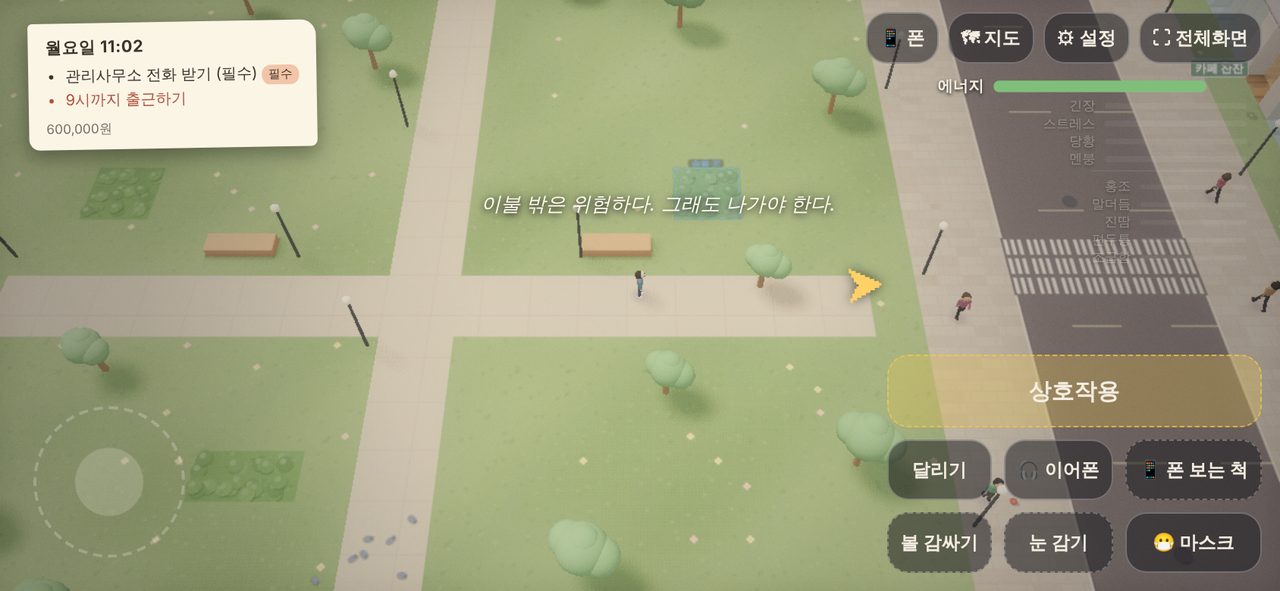 월요일 11:02
• 관리사무소 전화 받기 (필수) 필수
• 9시까지 출근하기
600,000원
📱 폰
🗺 지도
⚙ 설정
⛶ 전체화면
에너지
카페 산잔
긴장
스트레스
당황
멘붕
홍조
말더듬
진땀
이불 밖은 위험하다. 그래도 나가야 한다.
상호작용
달리기
🎧 이어폰
📱 폰 보는 척
볼 감싸기
눈 감기
😷 마스크